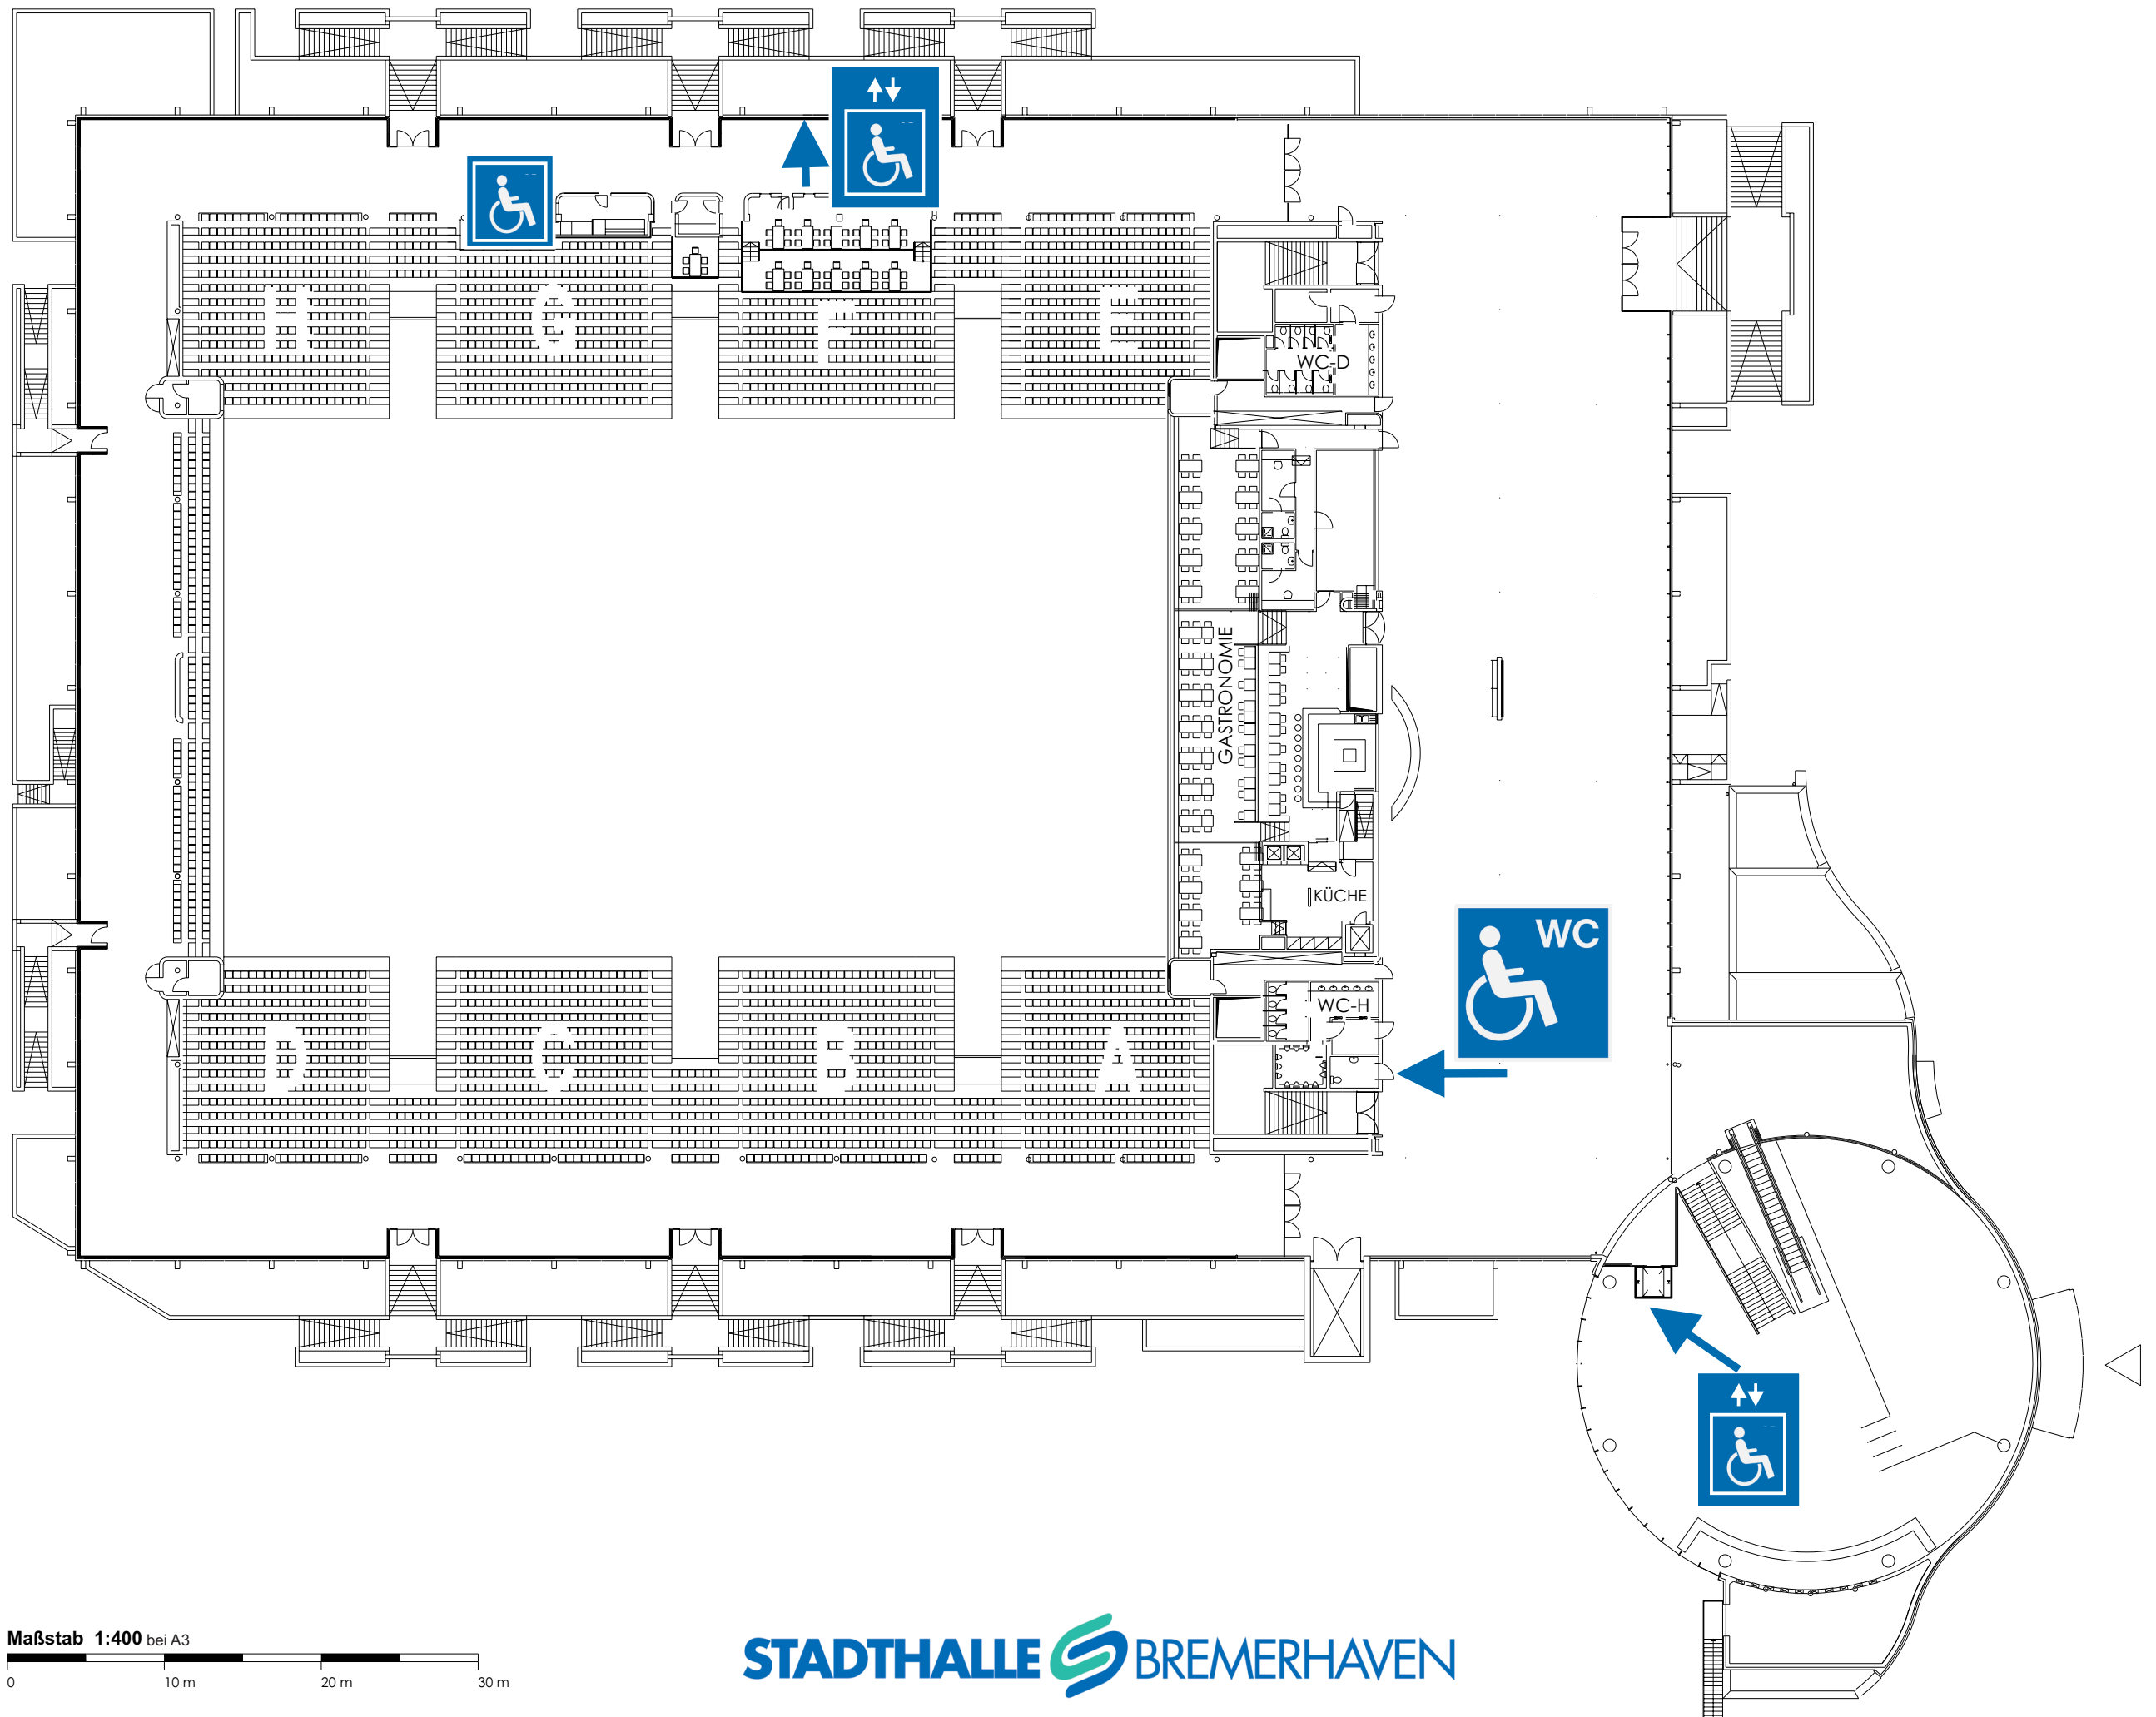 H
G
F
E
WC-D
GASTRONOMIE
KÜCHE
WC
WC-H
D
C
B
A
Maßstab 1:400 bei A3
0 10 m 20 m 30 m
STADTHALLE BREMERHAVEN